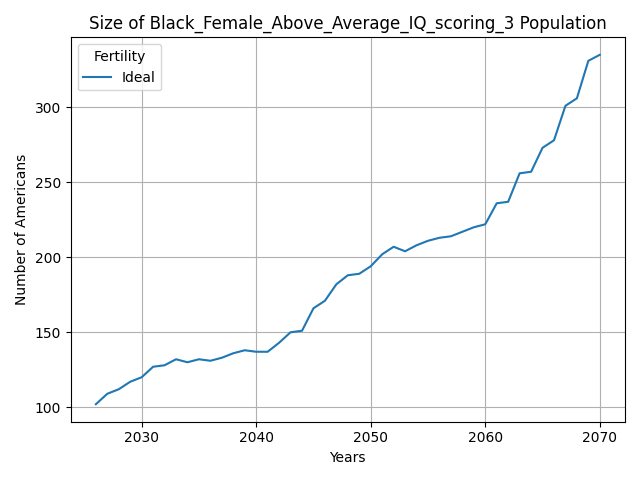 Size of Black_Female_Above_Average_IQ_scoring_3 Population
Fertility
Ideal
Number of Americans
300
250
200
150
100
2030 2040 2050 2060 2070
Years